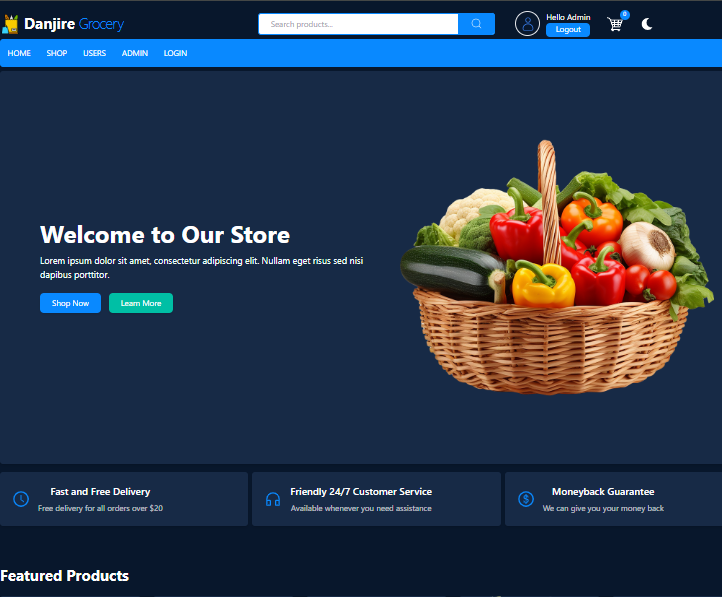 Danjire Grocery
Search products...
Hello Admin
Logout
0
HOME SHOP USERS ADMIN LOGIN
Welcome to Our Store
Lorem ipsum dolor sit amet, consectetur adipiscing elit. Nullam eget risus sed nisi
dapibus porttitor.
Shop Now Learn More
Fast and Free Delivery
Free delivery for all orders over $20
Friendly 24/7 Customer Service
Available whenever you need assistance
Moneyback Guarantee
We can give you your money back
Featured Products